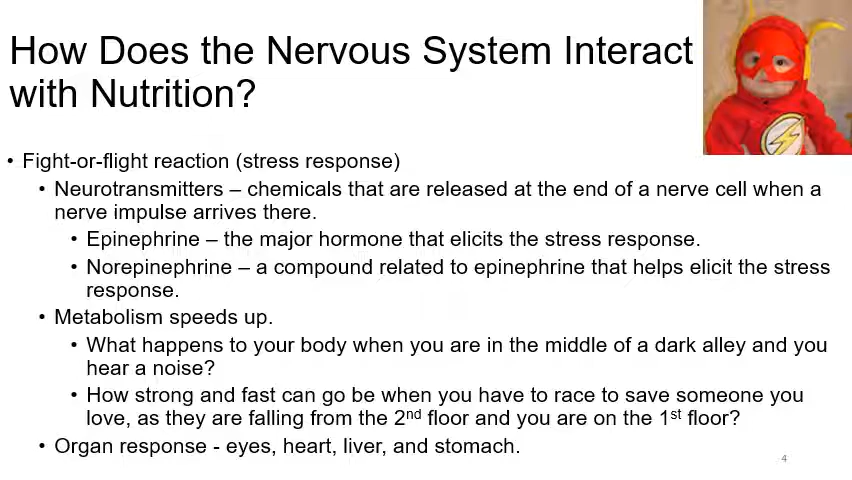 How Does the Nervous System Interact
with Nutrition?
• Fight-or-flight reaction (stress response)
• Neurotransmitters – chemicals that are released at the end of a nerve cell when a
nerve impulse arrives there.
• Epinephrine – the major hormone that elicits the stress response.
• Norepinephrine – a compound related to epinephrine that helps elicit the stress
response.
• Metabolism speeds up.
• What happens to your body when you are in the middle of a dark alley and you
hear a noise?
• How strong and fast can go be when you have to race to save someone you
love, as they are falling from the 2nd floor and you are on the 1st floor?
• Organ response - eyes, heart, liver, and stomach.
4